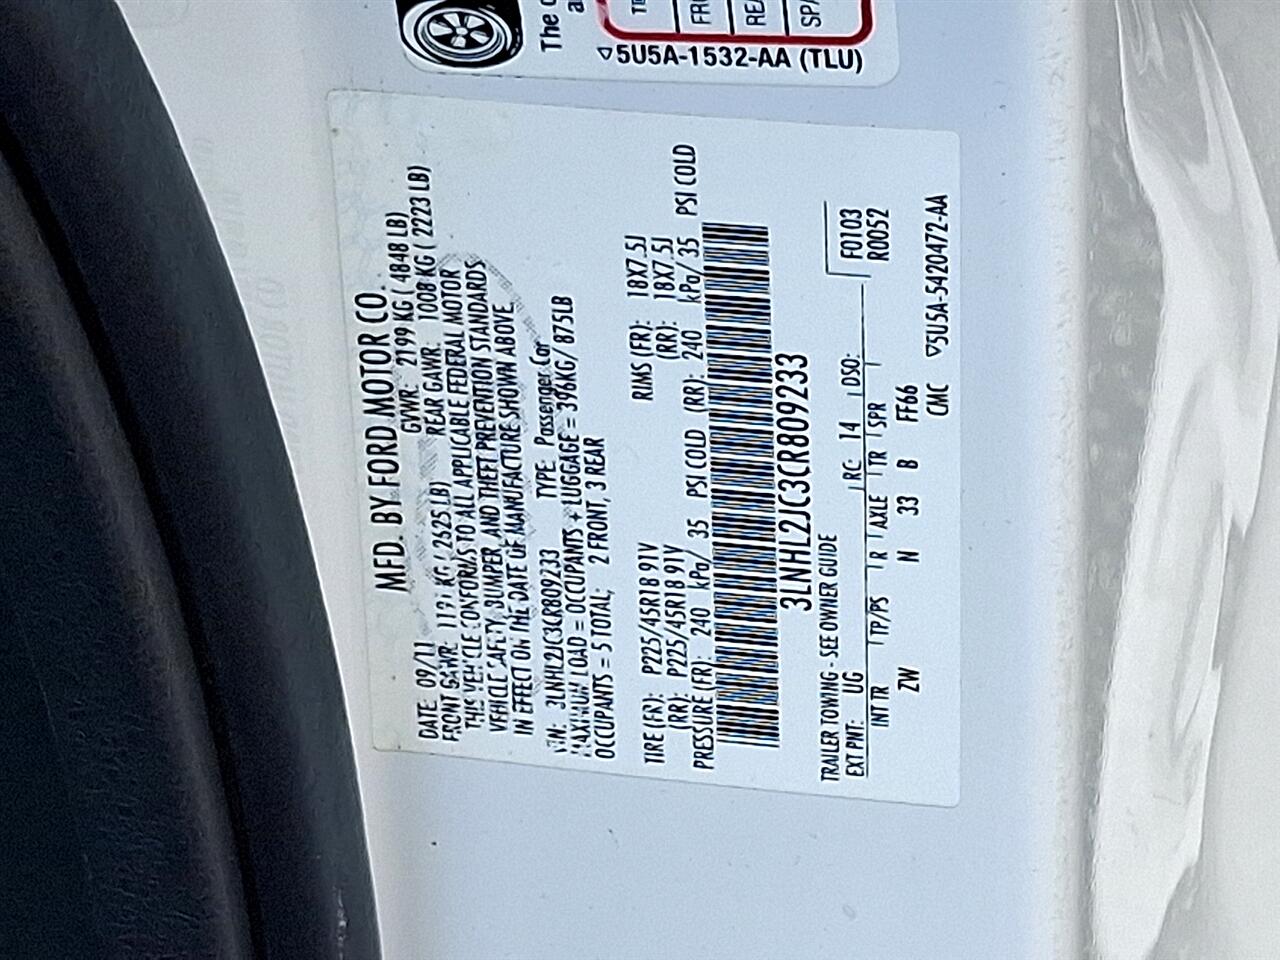 The
a
TI
FR
REA
SPA
▽5U5A-1532-AA (TLU)
MFD. BY FORD MOTOR CO.
DATE 09/11 GVWR: 2199 KG ( 4848 LB)
FRONT GAWR: KG ( 2525 LB) REAR GAWR: 1008 KG ( 2223 LB)
THIS VEHICLE CONFORMS TO ALL APPLICABLE FEDERAL MOTOR
VEHICLE SAFETY, BUMPER, AND THEFT PREVENTION STANDARDS
IN EFFECT ON THE DATE OF MANUFACTURE SHOWN ABOVE.
VIN: 3LNHL2JC3CR809233 TYPE: Passenger Car
MAXIMUM LOAD = OCCUPANTS + LUGGAGE = 396KG/ 875LB
OCCUPANTS = 5 TOTAL; 2 FRONT, 3 REAR
TIRE (FR): P225/45R18 91V RIMS (FR): 18X7.5J
(RR): P225/45R18 91V (RR): 18X7.5J
PRESSURE (FR): 240 kPa/ 35 PSI COLD (RR): 240 kPa/ 35 PSI COLD
3LNHL2JC3CR809233
TRAILER TOWING - SEE OWNER GUIDE
EXT PNT: UG RC: 14 DSO: F0103
INT TR TP/PS R AXLE TR SPR R0052
ZW N 33 B FF66
CMC ▽5U5A-5420472-AA